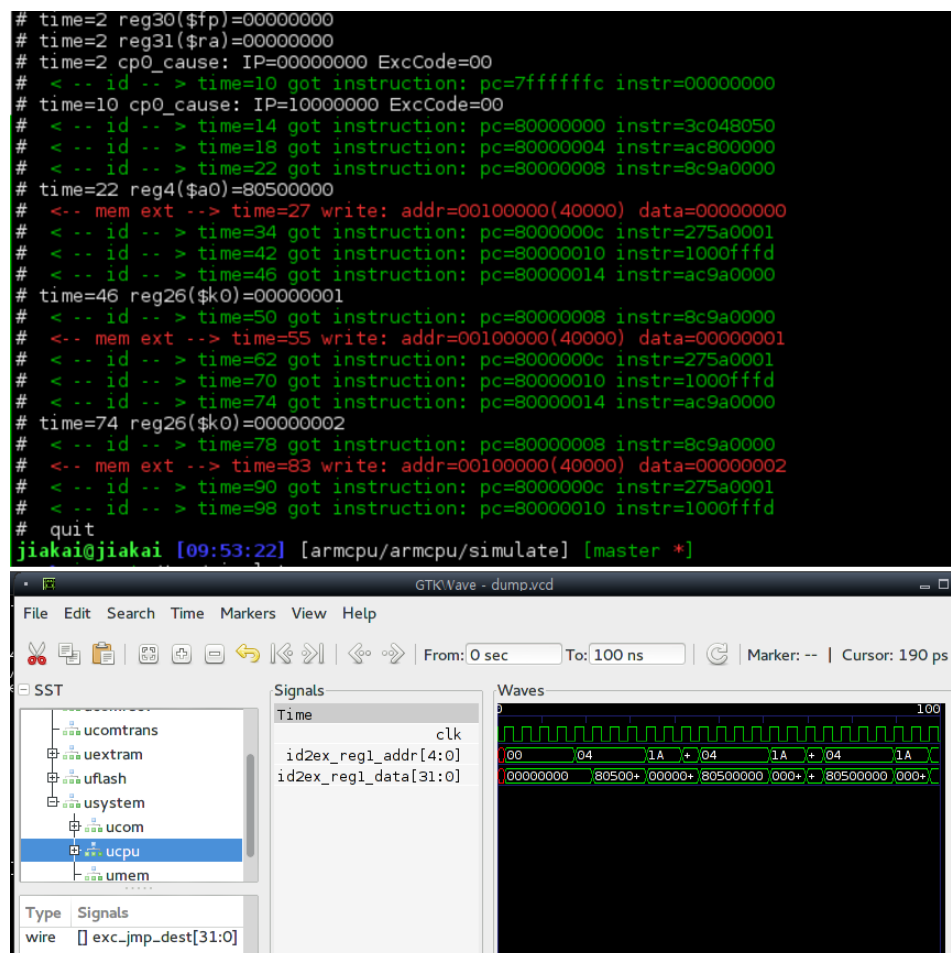 # time=2 reg30($fp)=00000000
# time=2 reg31($ra)=00000000
# time=2 cp0_cause: IP=00000000 ExcCode=00
#  < -- id -- > time=10 got instruction: pc=7ffffffc instr=00000000
# time=10 cp0_cause: IP=10000000 ExcCode=00
#  < -- id -- > time=14 got instruction: pc=80000000 instr=3c048050
#  < -- id -- > time=18 got instruction: pc=80000004 instr=ac800000
#  < -- id -- > time=22 got instruction: pc=80000008 instr=8c9a0000
# time=22 reg4($a0)=80500000
#  <-- mem ext --> time=27 write: addr=00100000(40000) data=00000000
#  < -- id -- > time=34 got instruction: pc=8000000c instr=275a0001
#  < -- id -- > time=42 got instruction: pc=80000010 instr=1000fffd
#  < -- id -- > time=46 got instruction: pc=80000014 instr=ac9a0000
# time=46 reg26($k0)=00000001
#  < -- id -- > time=50 got instruction: pc=80000008 instr=8c9a0000
#  <-- mem ext --> time=55 write: addr=00100000(40000) data=00000001
#  < -- id -- > time=62 got instruction: pc=8000000c instr=275a0001
#  < -- id -- > time=70 got instruction: pc=80000010 instr=1000fffd
#  < -- id -- > time=74 got instruction: pc=80000014 instr=ac9a0000
# time=74 reg26($k0)=00000002
#  < -- id -- > time=78 got instruction: pc=80000008 instr=8c9a0000
#  <-- mem ext --> time=83 write: addr=00100000(40000) data=00000002
#  < -- id -- > time=90 got instruction: pc=8000000c instr=275a0001
#  < -- id -- > time=98 got instruction: pc=80000010 instr=1000fffd
#  quit
jiakai@jiakai [09:53:22] [armcpu/armcpu/simulate] [master *]
GTKWave - dump.vcd
File Edit Search Time Markers View Help
From: 0 sec To: 100 ns Marker: -- | Cursor: 190 ps
SST
ucomtrans
uextram
uflash
usystem
ucom
ucpu
umem
Type Signals
wire [] exc_jmp_dest[31:0]
Signals
Time
clk
id2ex_reg1_addr[4:0]
id2ex_reg1_data[31:0]
Waves
100
00 04 1A + 04 1A + 04 1A
00000000 80500+ 00000+ 80500000 000+ + 80500000 000+